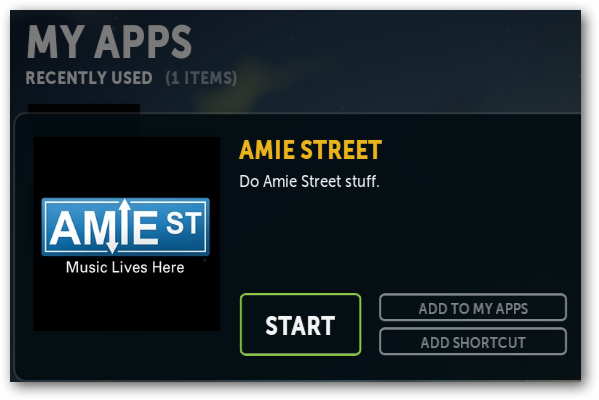 MY APPS
RECENTLY USED (1 ITEMS)
AMIE STREET
Do Amie Street stuff.
AMIE ST
Music Lives Here
START
ADD TO MY APPS
ADD SHORTCUT